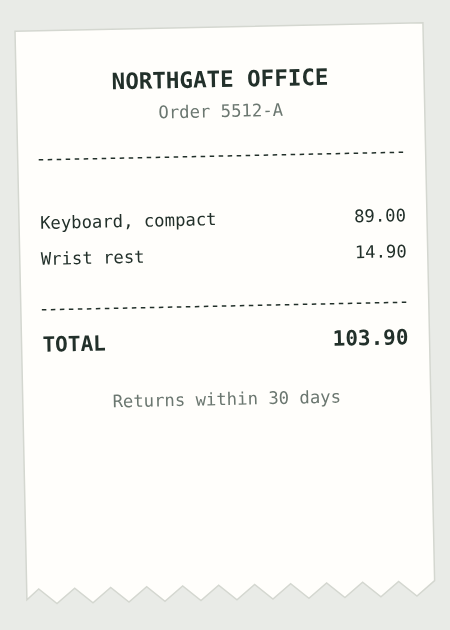 NORTHGATE OFFICE
Order 5512-A
----------------------------------------
Keyboard, compact 89.00
Wrist rest 14.90
----------------------------------------
TOTAL 103.90
Returns within 30 days